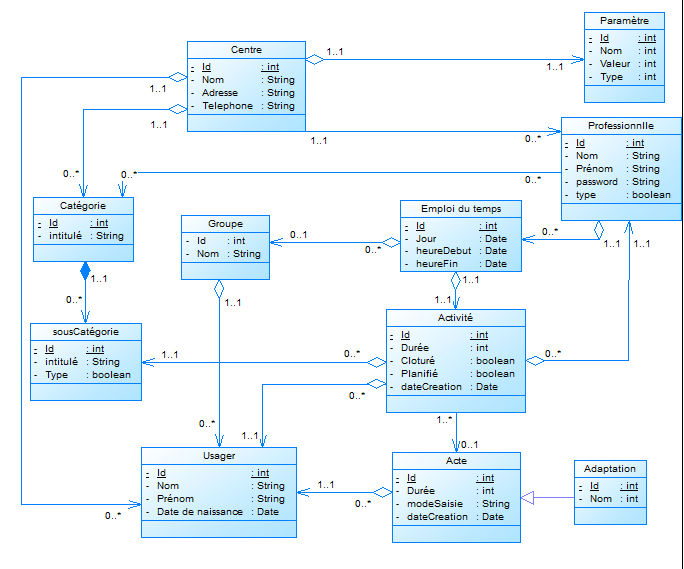 Paramètre
- Id : int
- Nom : int
- Valeur : int
- Type : int
Centre
- Id : int
- Nom : String
- Adresse : String
- Telephone : String
1..1
1..1
1..1
1..1
1..1
0..*
Professionnlle
- Id : int
- Nom : String
- Prénom : String
- password : String
- type : boolean
0..*
0..*
0..*
Catégorie
- Id : int
- intitulé : String
Groupe
- Id : int
- Nom : String
Emploi du temps
- Id : int
- Jour : Date
- heureDebut : Date
- heureFin : Date
0..1
0..*
0..*
1..1
1..1
1..1
0..*
1..1
1..1
1..1
sousCatégorie
- Id : int
- intitulé : String
- Type : boolean
Activité
- Id : int
- Durée : int
- Cloturé : boolean
- Planifié : boolean
- dateCreation : Date
1..1
0..*
0..*
0..*
0..*
1..1
1..*
0..1
Usager
- Id : int
- Nom : String
- Prénom : String
- Date de naissance : Date
Acte
- Id : int
- Durée : int
- modeSaisie : String
- dateCreation : Date
Adaptation
- Id : int
- Nom : int
1..1
0..*
0..*